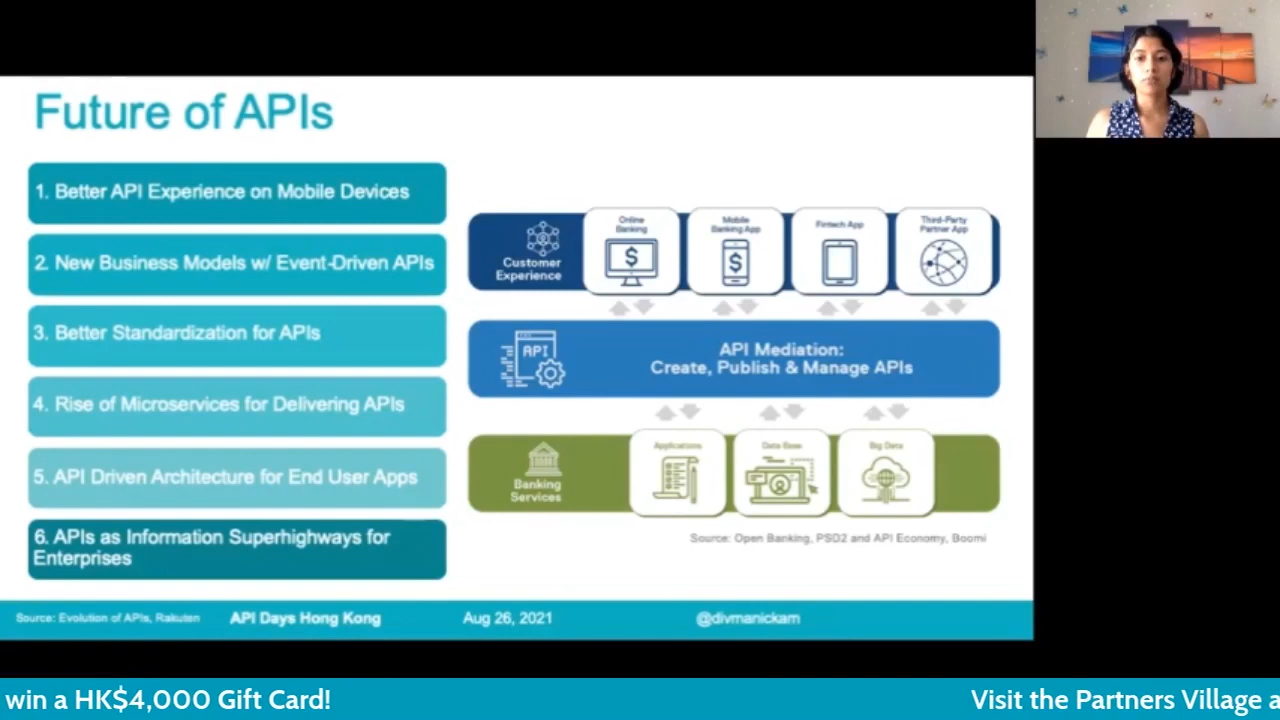 Future of APIs
1. Better API Experience on Mobile Devices
2. New Business Models w/ Event-Driven APIs
3. Better Standardization for APIs
4. Rise of Microservices for Delivering APIs
5. API-Driven Architecture for End User Apps
6. APIs as Information Superhighways for
Enterprises
Customer
Experience
Online
Banking
Mobile
Banking App
Fintech App
Third-Party
Partner App
API
API Mediation:
Create, Publish & Manage APIs
Banking
Services
Applications
Data Base
Big Data
Source: Open Banking, PSD2 and API Economy, Boomi
Source: Evolution of APIs, Rakuten
API Days Hong Kong
Aug 26, 2021
@divmanickam
win a HK$4,000 Gift Card!
Visit the Partners Village a